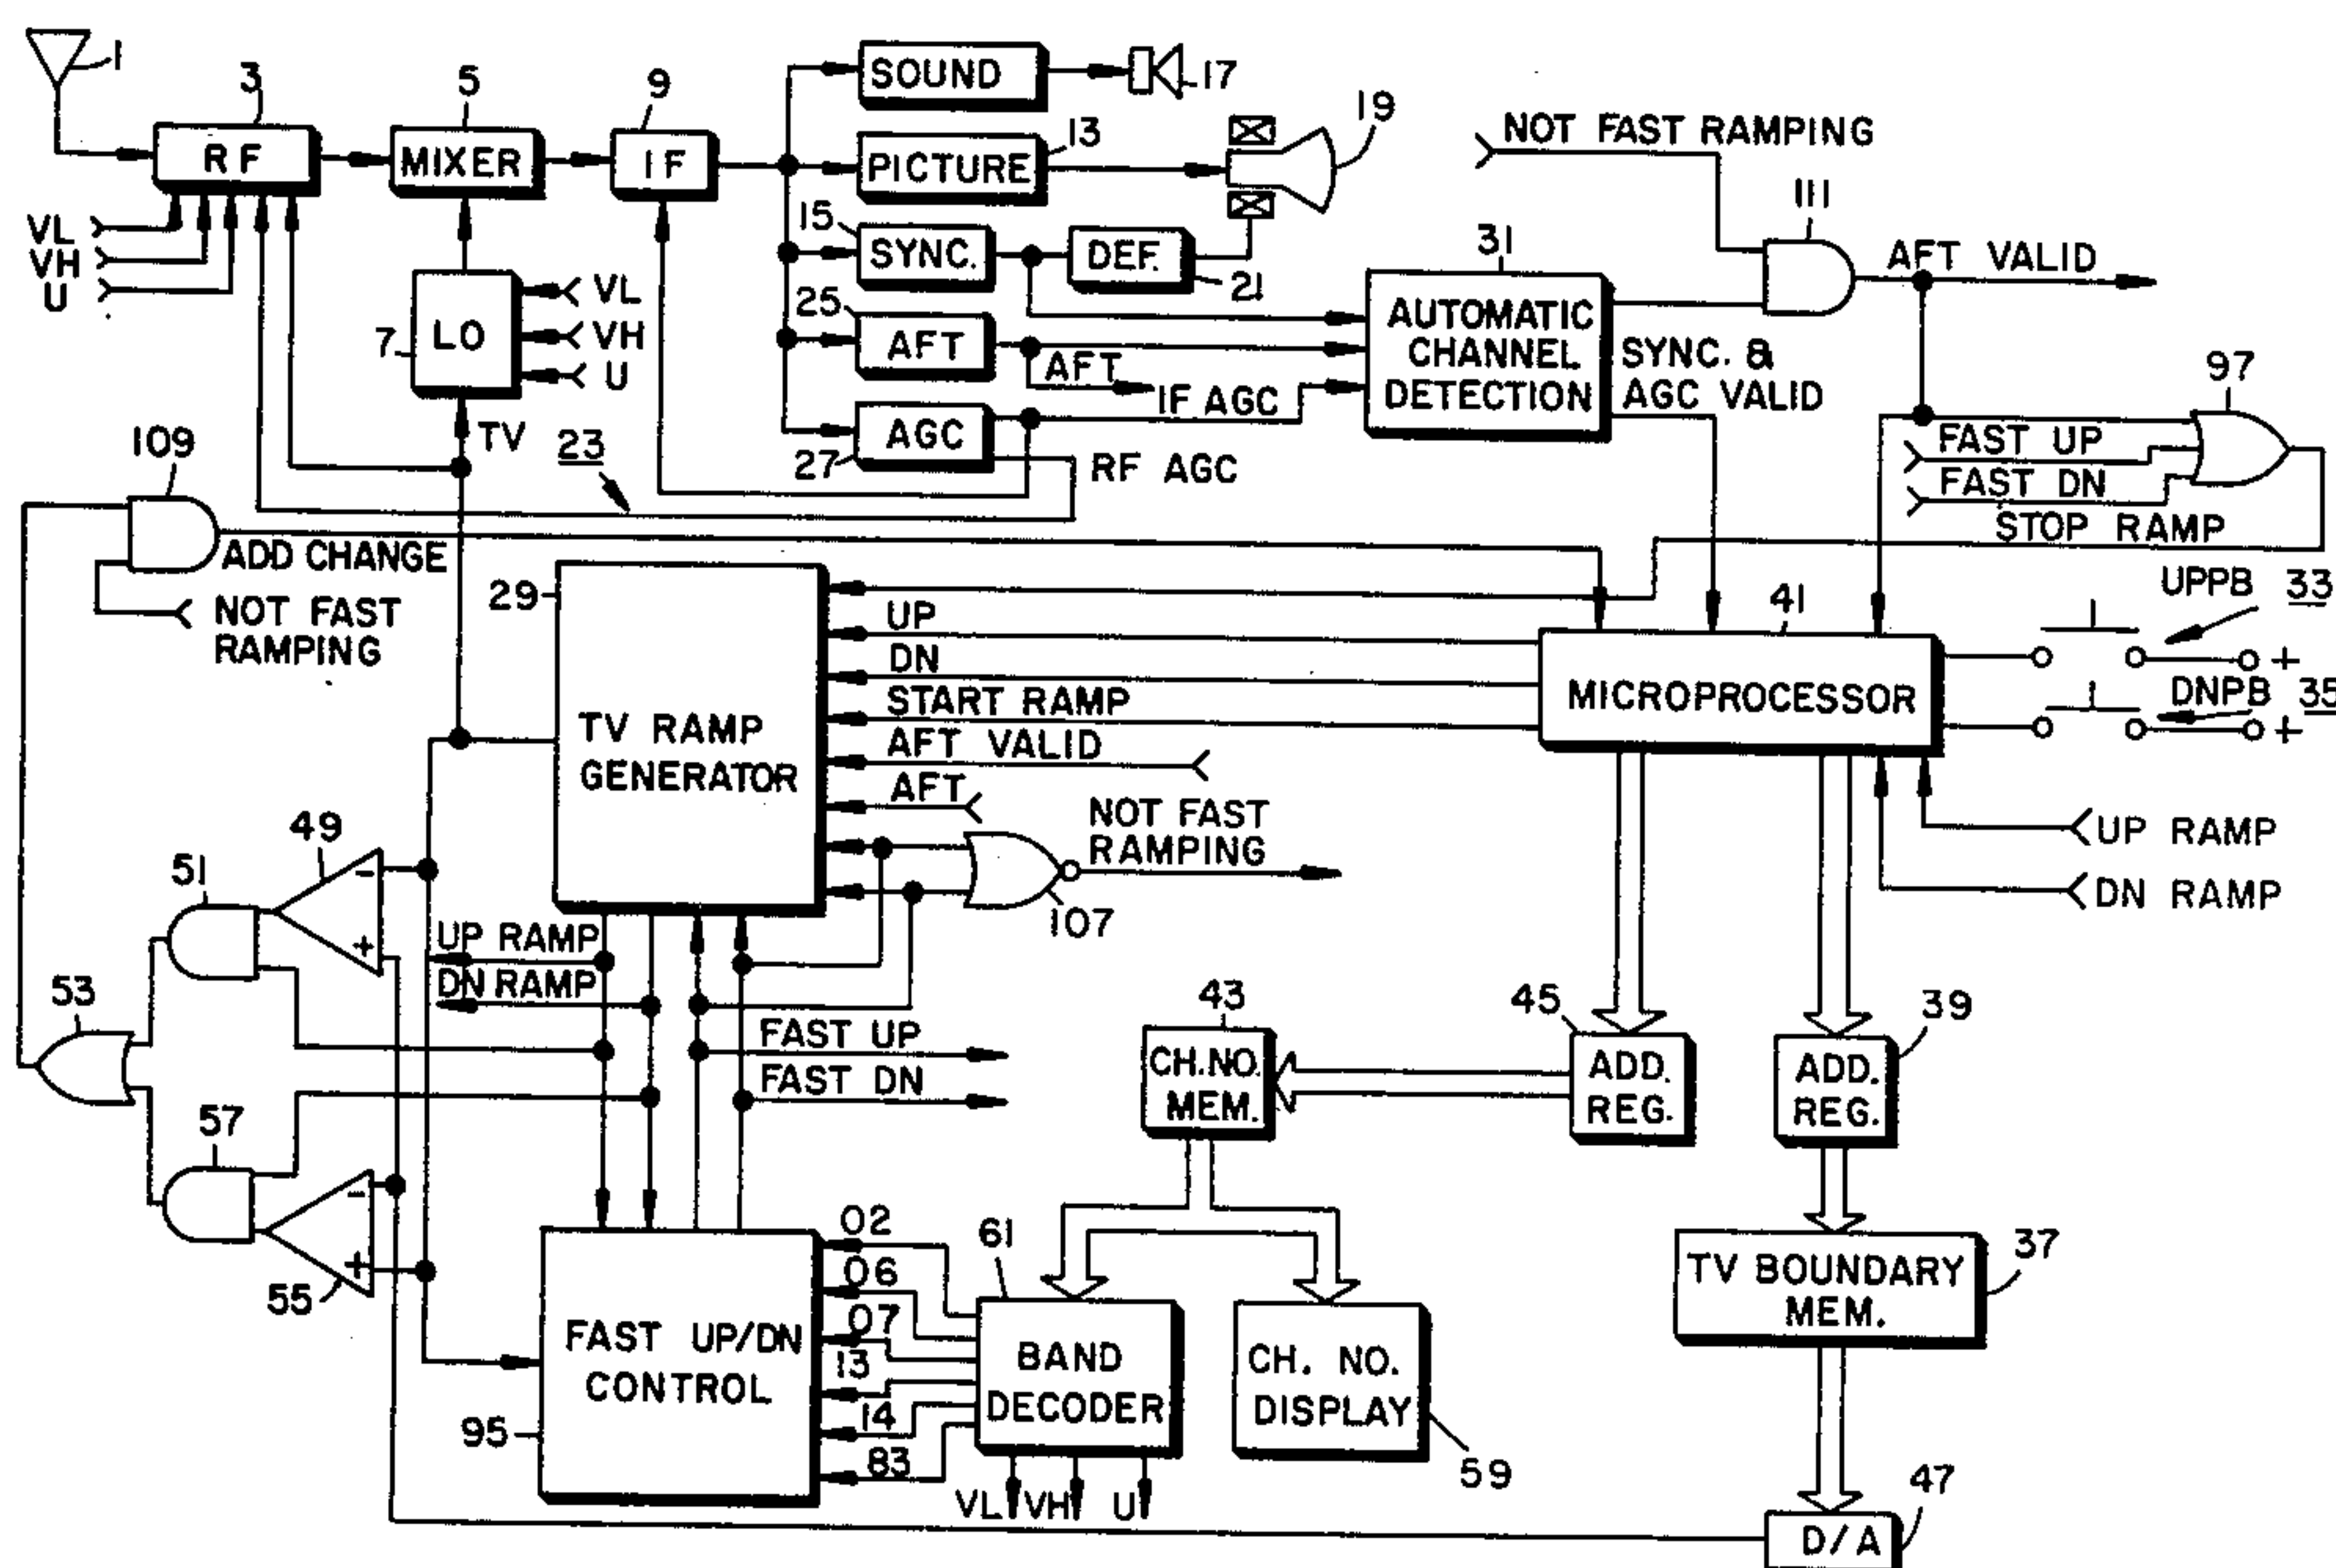 1
3
RF
5
MIXER
9
IF
SOUND
17
PICTURE
13
19
15
SYNC.
DEF.
21
25
AFT
AFT
IF AGC
AGC
27
RF AGC
23
VL
VH
U
7
LO
VL
VH
U
TV
31
AUTOMATIC
CHANNEL
DETECTION
SYNC. &
AGC VALID
NOT FAST RAMPING
111
AFT VALID
97
FAST UP
FAST DN
STOP RAMP
109
ADD CHANGE
NOT FAST
RAMPING
29
TV RAMP
GENERATOR
UP
DN
START RAMP
AFT VALID
AFT
NOT FAST
RAMPING
107
41
MICROPROCESSOR
UPPB 33
+
DNPB 35
+
UP RAMP
DN RAMP
49
-
+
51
53
57
55
-
+
UP RAMP
DN RAMP
FAST UP
FAST DN
43
CH.NO.
MEM.
45
ADD.
REG.
39
ADD.
REG.
37
TV BOUNDARY
MEM.
47
D/A
95
FAST UP/DN
CONTROL
02
06
07
13
14
83
61
BAND
DECODER
VL
VH
U
CH. NO.
DISPLAY
59